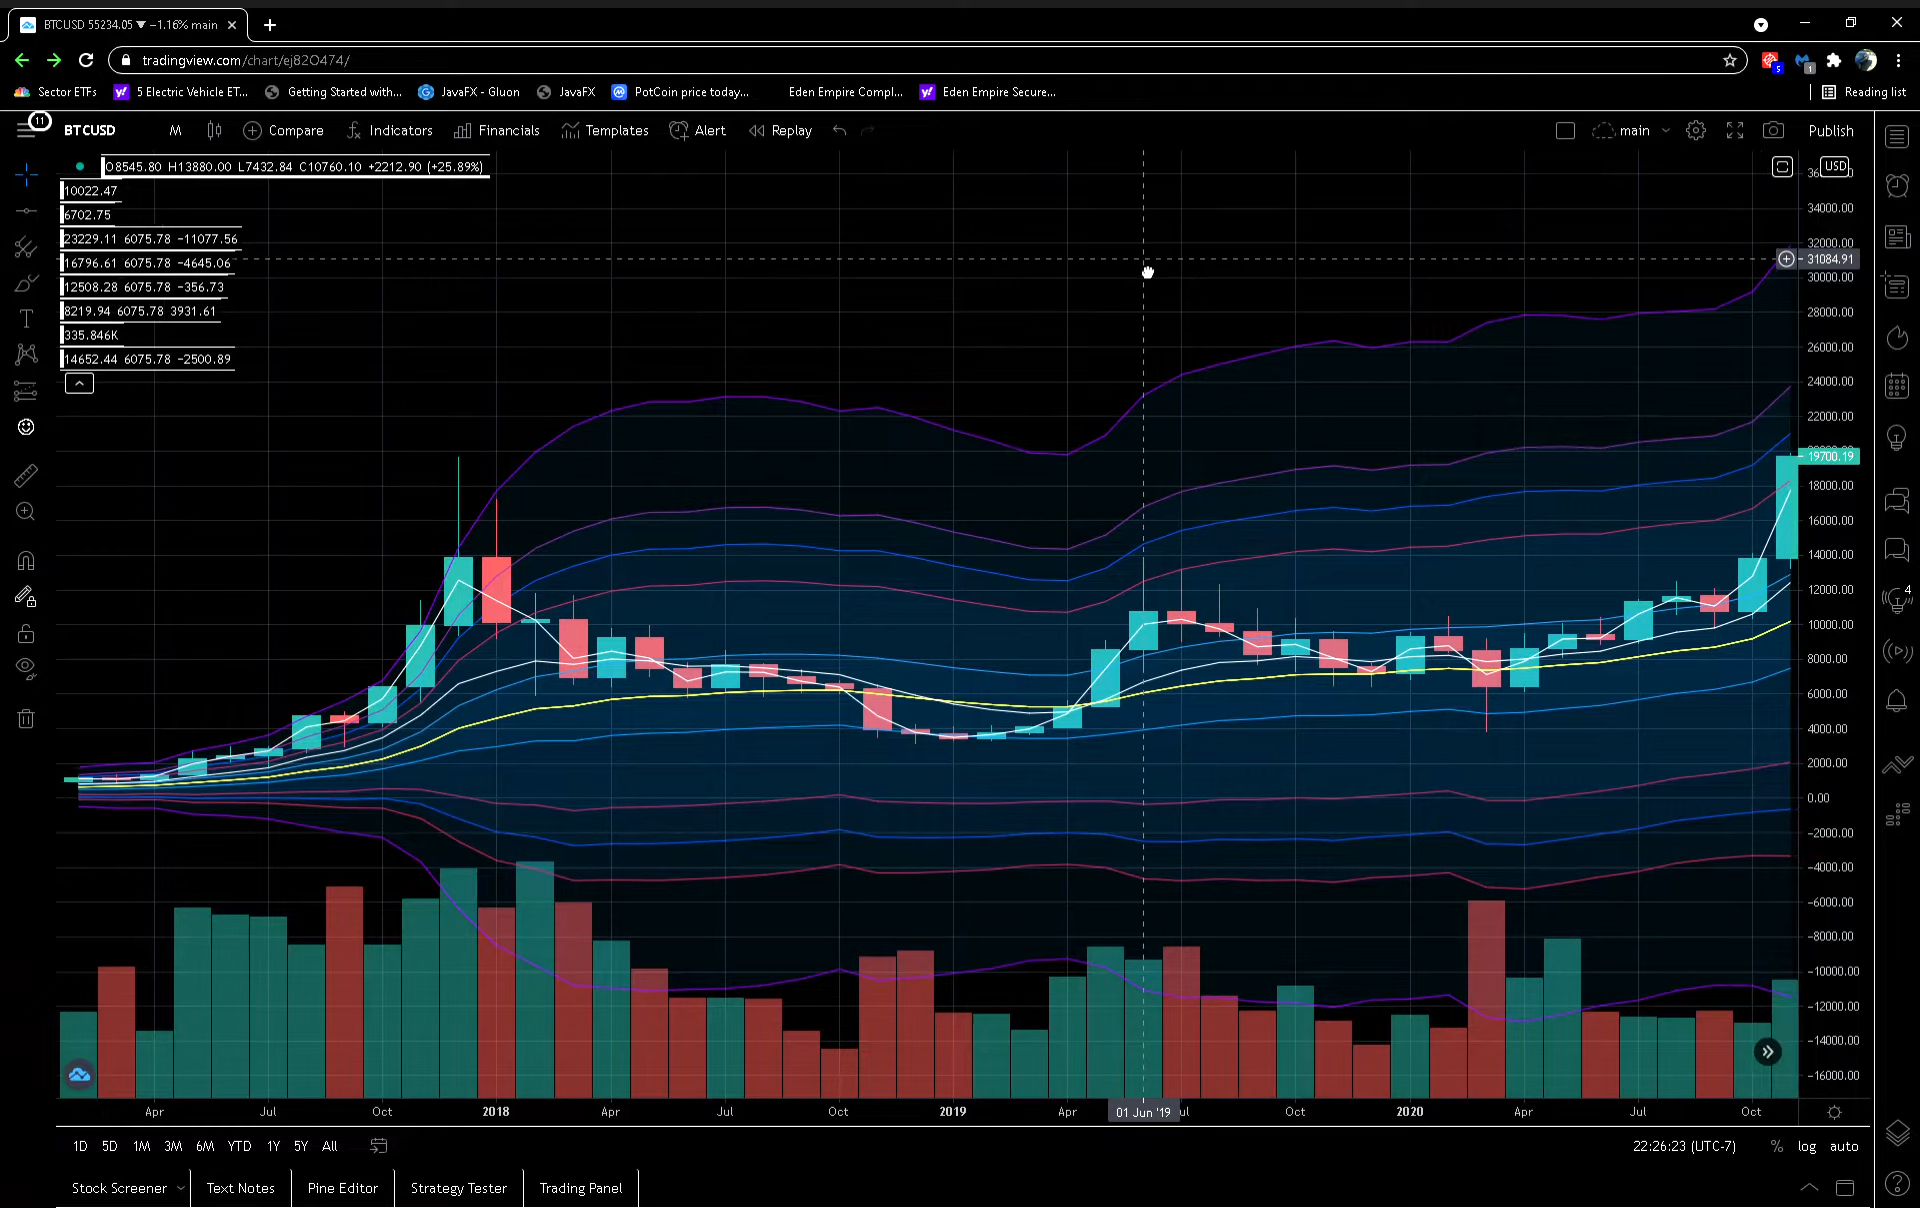 BTCUSD 55234.05 ▼ −1.16% main
tradingview.com/chart/ej82O474/
5
1
Sector ETFs
5 Electric Vehicle ET...
Getting Started with...
JavaFX - Gluon
JavaFX
PotCoin price today...
Eden Empire Compl...
Eden Empire Secure...
Reading list
11
BTCUSD
M
Compare
Indicators
Financials
Templates
Alert
Replay
main
Publish
O8545.80 H13880.00 L7432.84 C10760.10 +2212.90 (+25.89%)
10022.47
6702.75
23229.11 6075.78 −11077.56
16796.61 6075.78 −4645.06
12508.28 6075.78 −356.73
8219.94 6075.78 3931.61
335.846K
14652.44 6075.78 −2500.89
USD
34000.00
32000.00
31084.91
30000.00
28000.00
26000.00
24000.00
22000.00
19700.19
18000.00
16000.00
14000.00
12000.00
10000.00
8000.00
6000.00
4000.00
2000.00
0.00
−2000.00
−4000.00
−6000.00
−8000.00
−10000.00
−12000.00
−14000.00
−16000.00
4
Apr
Jul
Oct
2018
Apr
Jul
Oct
2019
Apr
01 Jun '19
Oct
2020
Apr
Jul
Oct
1D 5D 1M 3M 6M YTD 1Y 5Y All
22:26:23 (UTC-7)
% log auto
Stock Screener
Text Notes
Pine Editor
Strategy Tester
Trading Panel